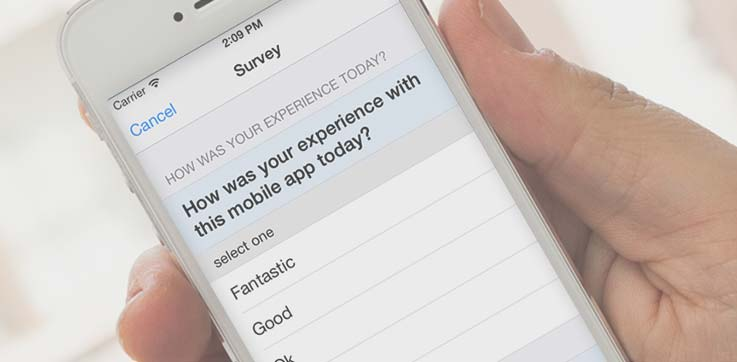 Carrier 2:09 PM
Cancel Survey
HOW WAS YOUR EXPERIENCE TODAY?
How was your experience with
this mobile app today?
select one
Fantastic
Good
Ok